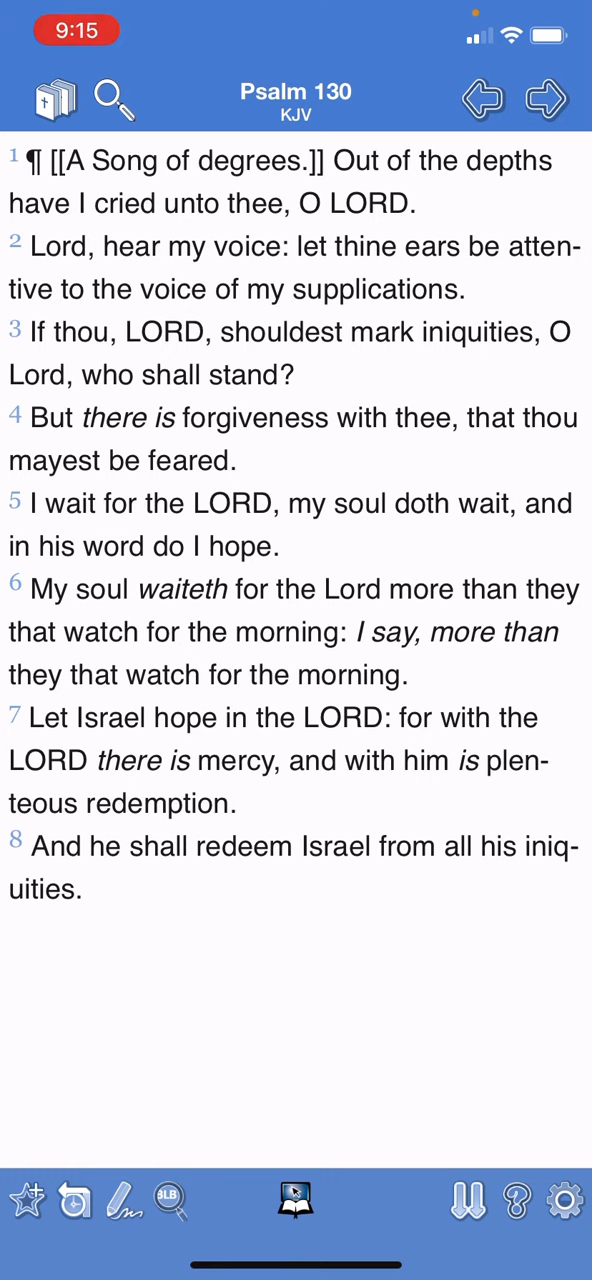 9:15
Psalm 130
KJV
1 ¶ [[A Song of degrees.]] Out of the depths
have I cried unto thee, O LORD.
2 Lord, hear my voice: let thine ears be atten-
tive to the voice of my supplications.
3 If thou, LORD, shouldest mark iniquities, O
Lord, who shall stand?
4 But there is forgiveness with thee, that thou
mayest be feared.
5 I wait for the LORD, my soul doth wait, and
in his word do I hope.
6 My soul waiteth for the Lord more than they
that watch for the morning: I say, more than
they that watch for the morning.
7 Let Israel hope in the LORD: for with the
LORD there is mercy, and with him is plen-
teous redemption.
8 And he shall redeem Israel from all his iniq-
uities.
BLB